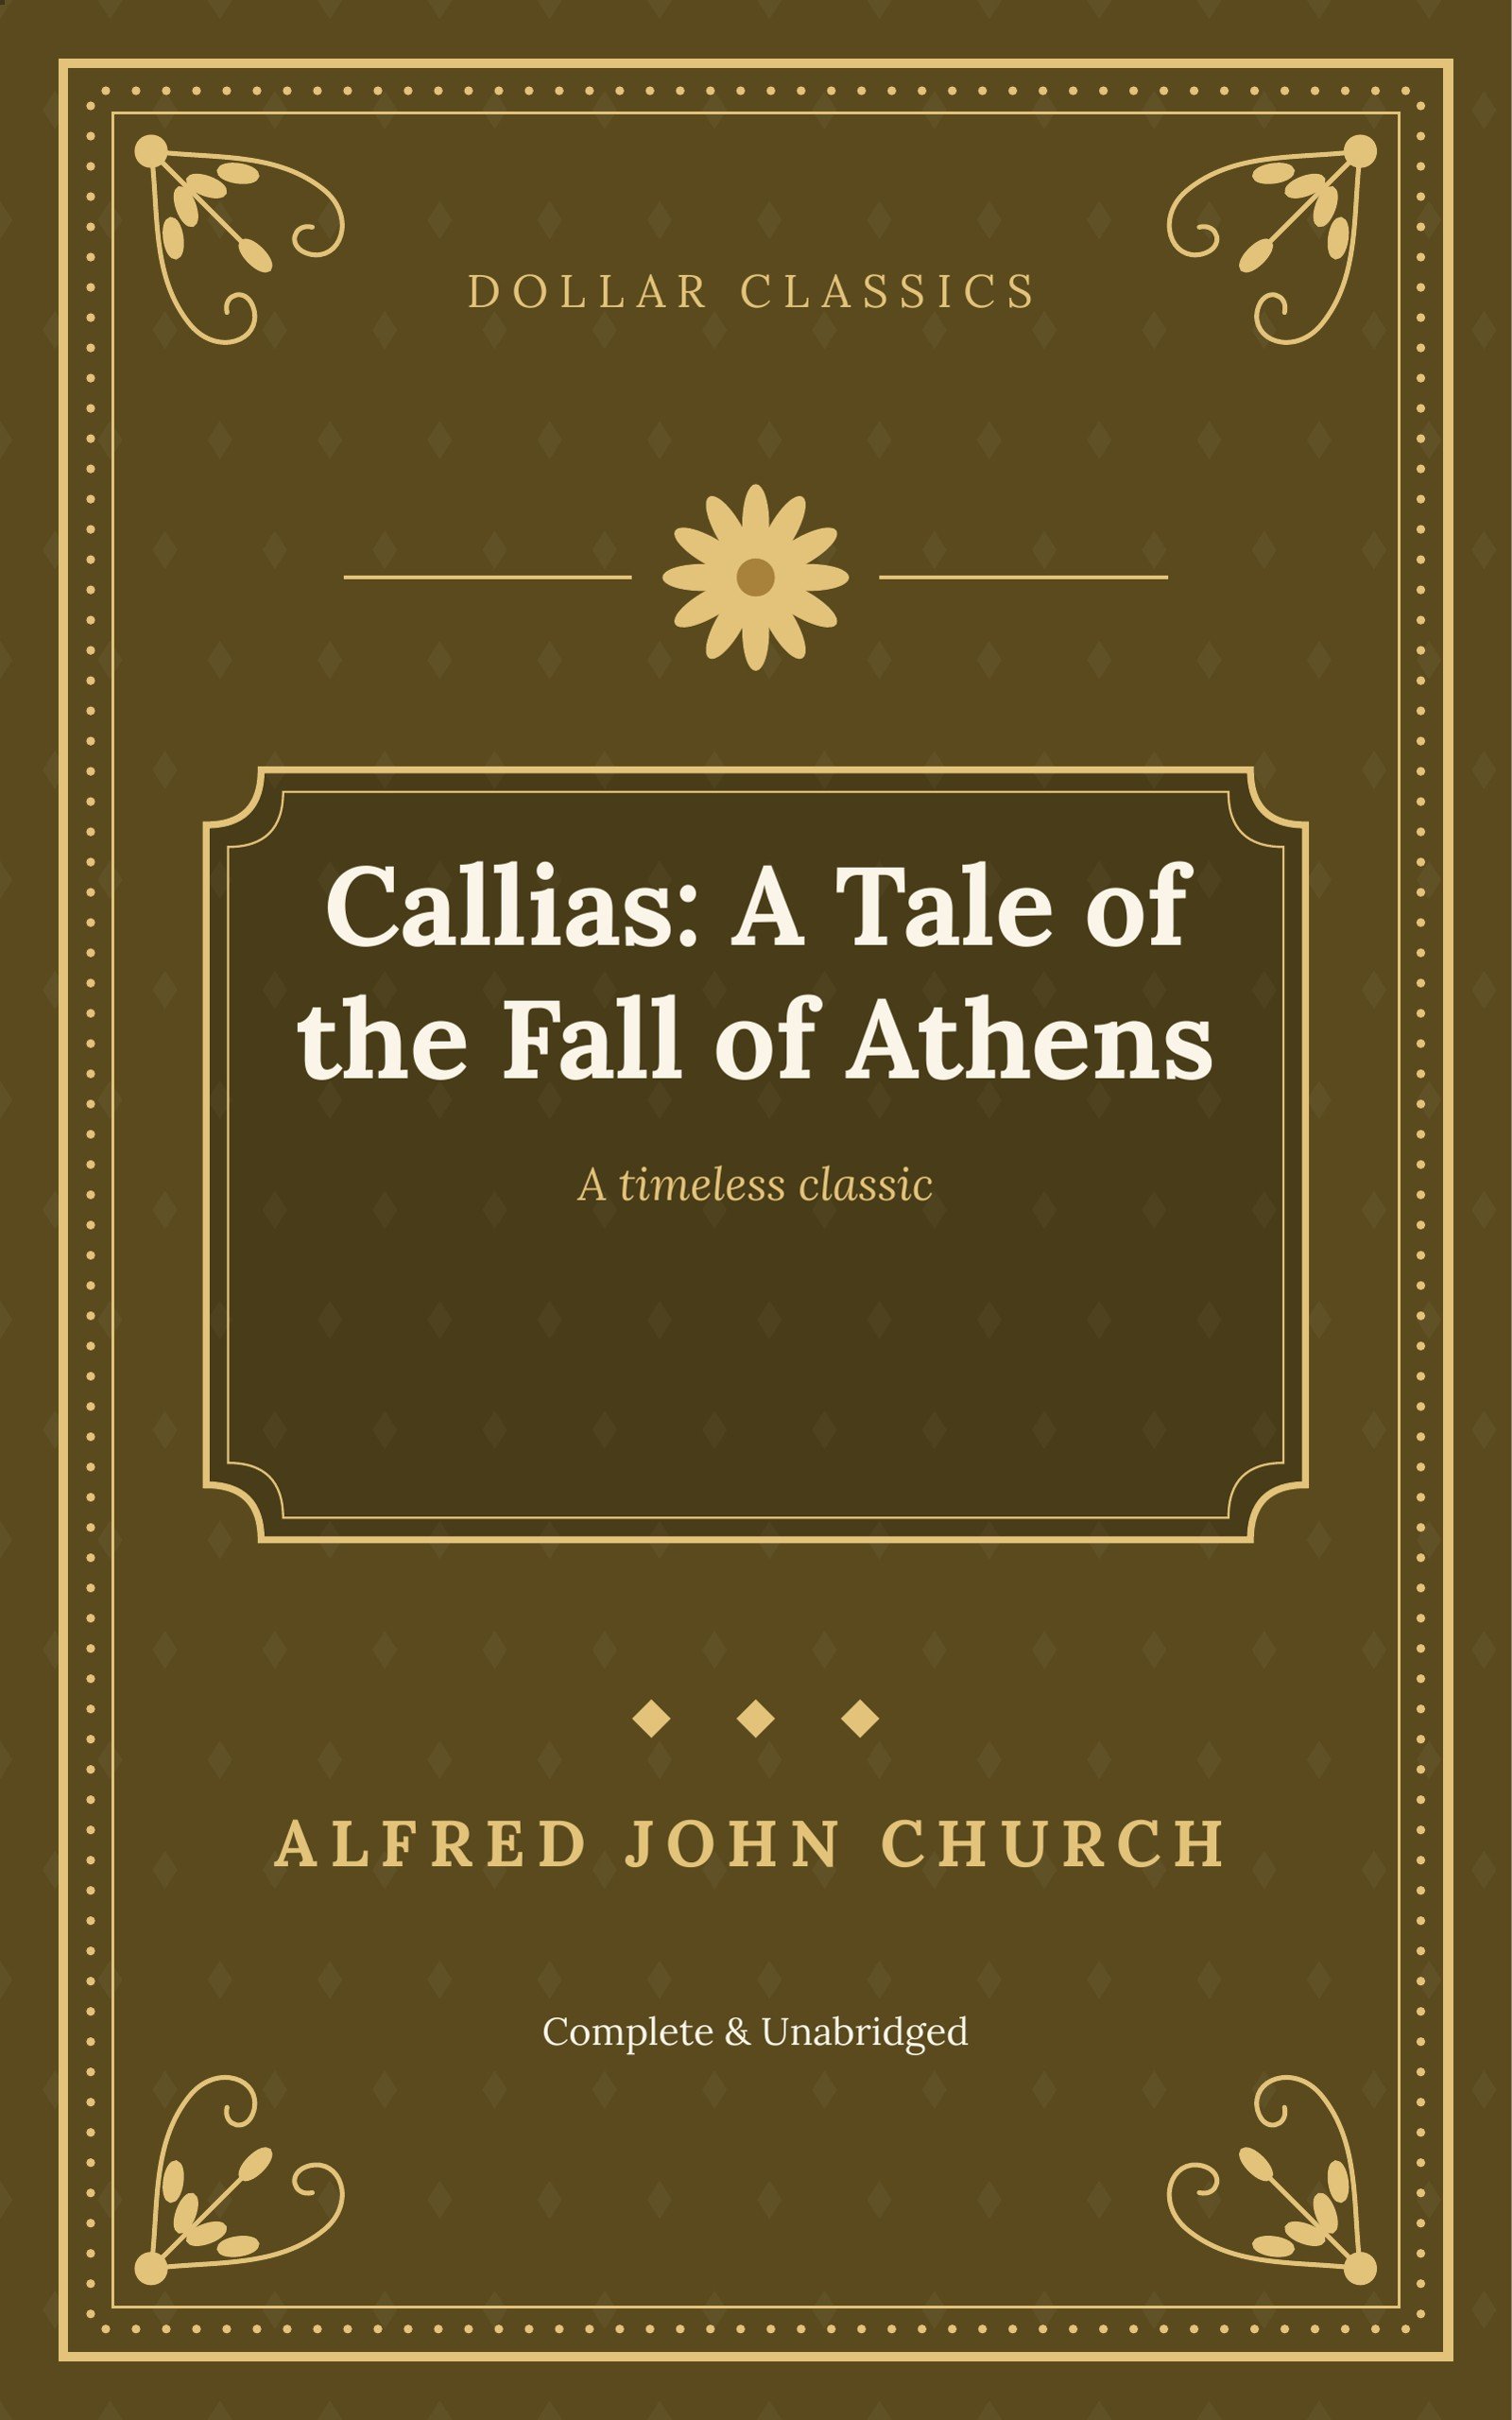 DOLLAR CLASSICS
Callias: A Tale of
the Fall of Athens
A timeless classic
ALFRED JOHN CHURCH
Complete & Unabridged